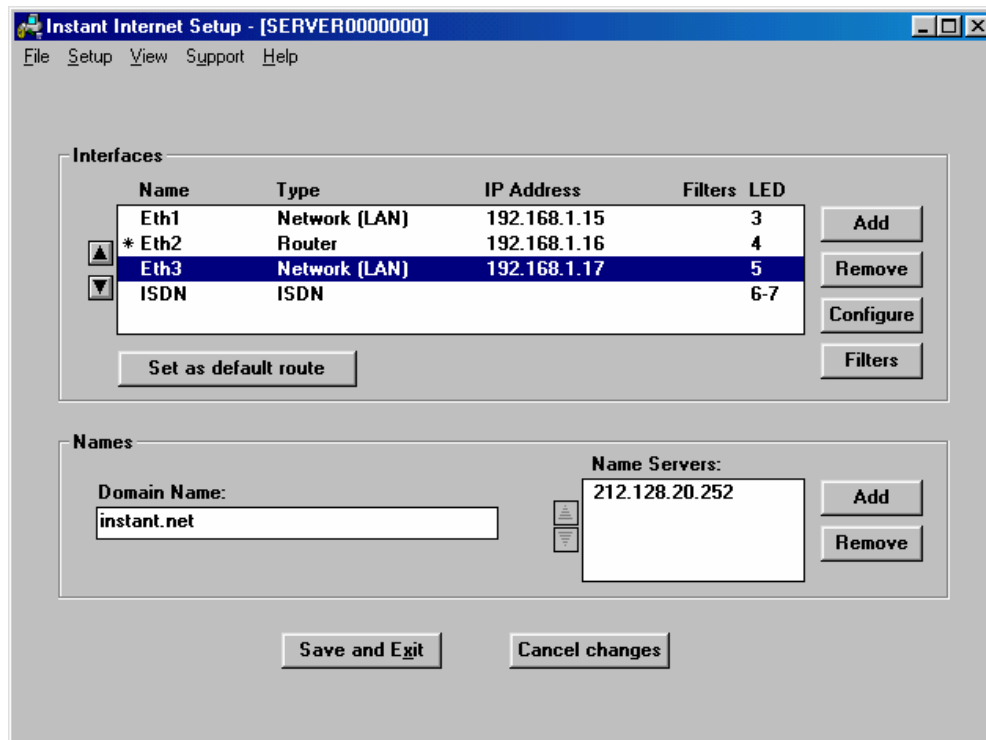 Instant Internet Setup - [SERVER0000000]
File Setup View Support Help
Interfaces
Name Type IP Address Filters LED
Eth1 Network (LAN) 192.168.1.15 3
* Eth2 Router 192.168.1.16 4
Eth3 Network (LAN) 192.168.1.17 5
ISDN ISDN 6-7
Add
Remove
Configure
Filters
Set as default route
Names
Domain Name:
instant.net
Name Servers:
212.128.20.252
Add
Remove
Save and Exit
Cancel changes